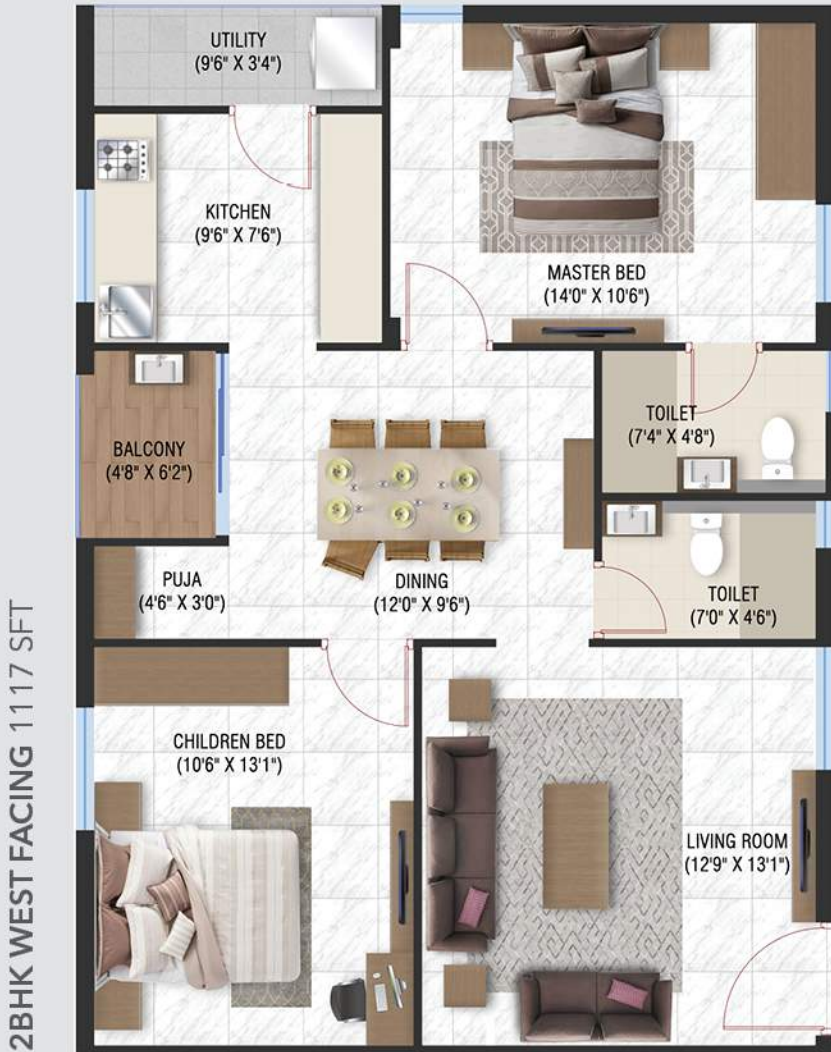 UTILITY
(9'6" X 3'4")
KITCHEN
(9'6" X 7'6")
MASTER BED
(14'0" X 10'6")
BALCONY
(4'8" X 6'2")
TOILET
(7'4" X 4'8")
PUJA
(4'6" X 3'0")
DINING
(12'0" X 9'6")
TOILET
(7'0" X 4'6")
CHILDREN BED
(10'6" X 13'1")
LIVING ROOM
(12'9" X 13'1")
2BHK WEST FACING 1117 SFT